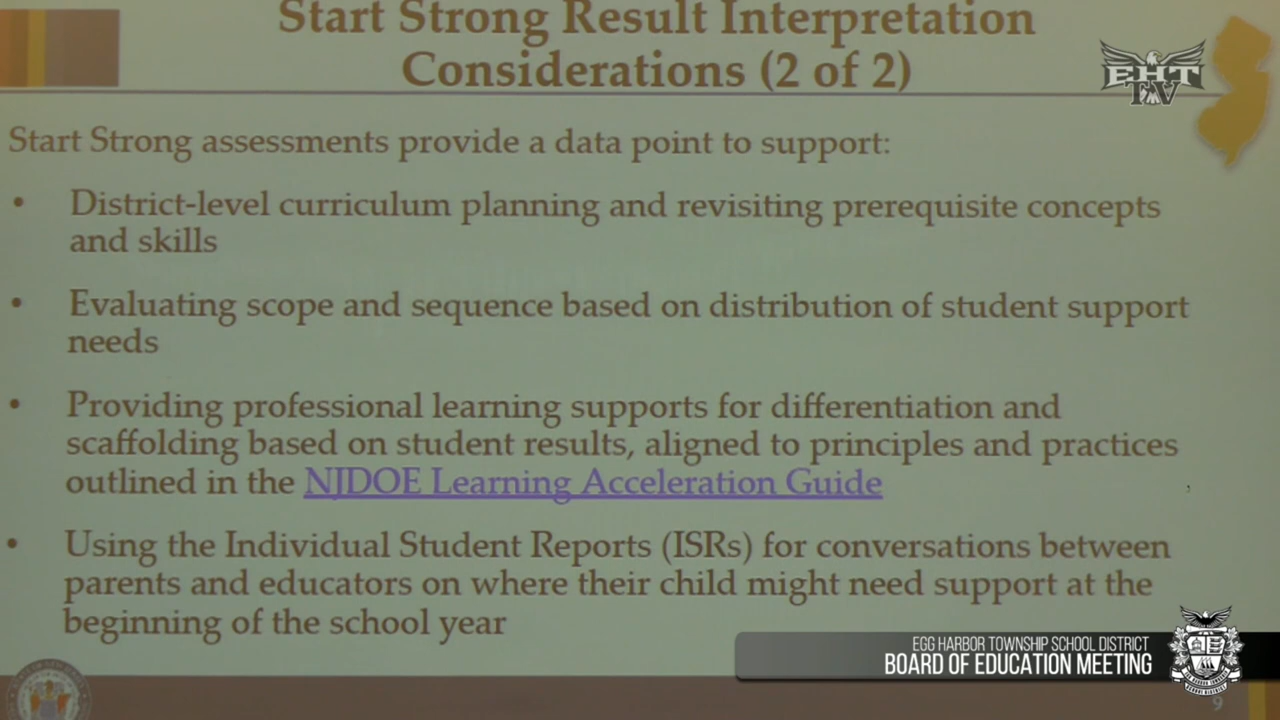 Start Strong Result Interpretation
Considerations (2 of 2)
EHT
TV
Start Strong assessments provide a data point to support:
• District-level curriculum planning and revisiting prerequisite concepts
and skills
• Evaluating scope and sequence based on distribution of student support
needs
• Providing professional learning supports for differentiation and
scaffolding based on student results, aligned to principles and practices
outlined in the NJDOE Learning Acceleration Guide
• Using the Individual Student Reports (ISRs) for conversations between
parents and educators on where their child might need support at the
beginning of the school year
EGG HARBOR TOWNSHIP SCHOOL DISTRICT
BOARD OF EDUCATION MEETING
9